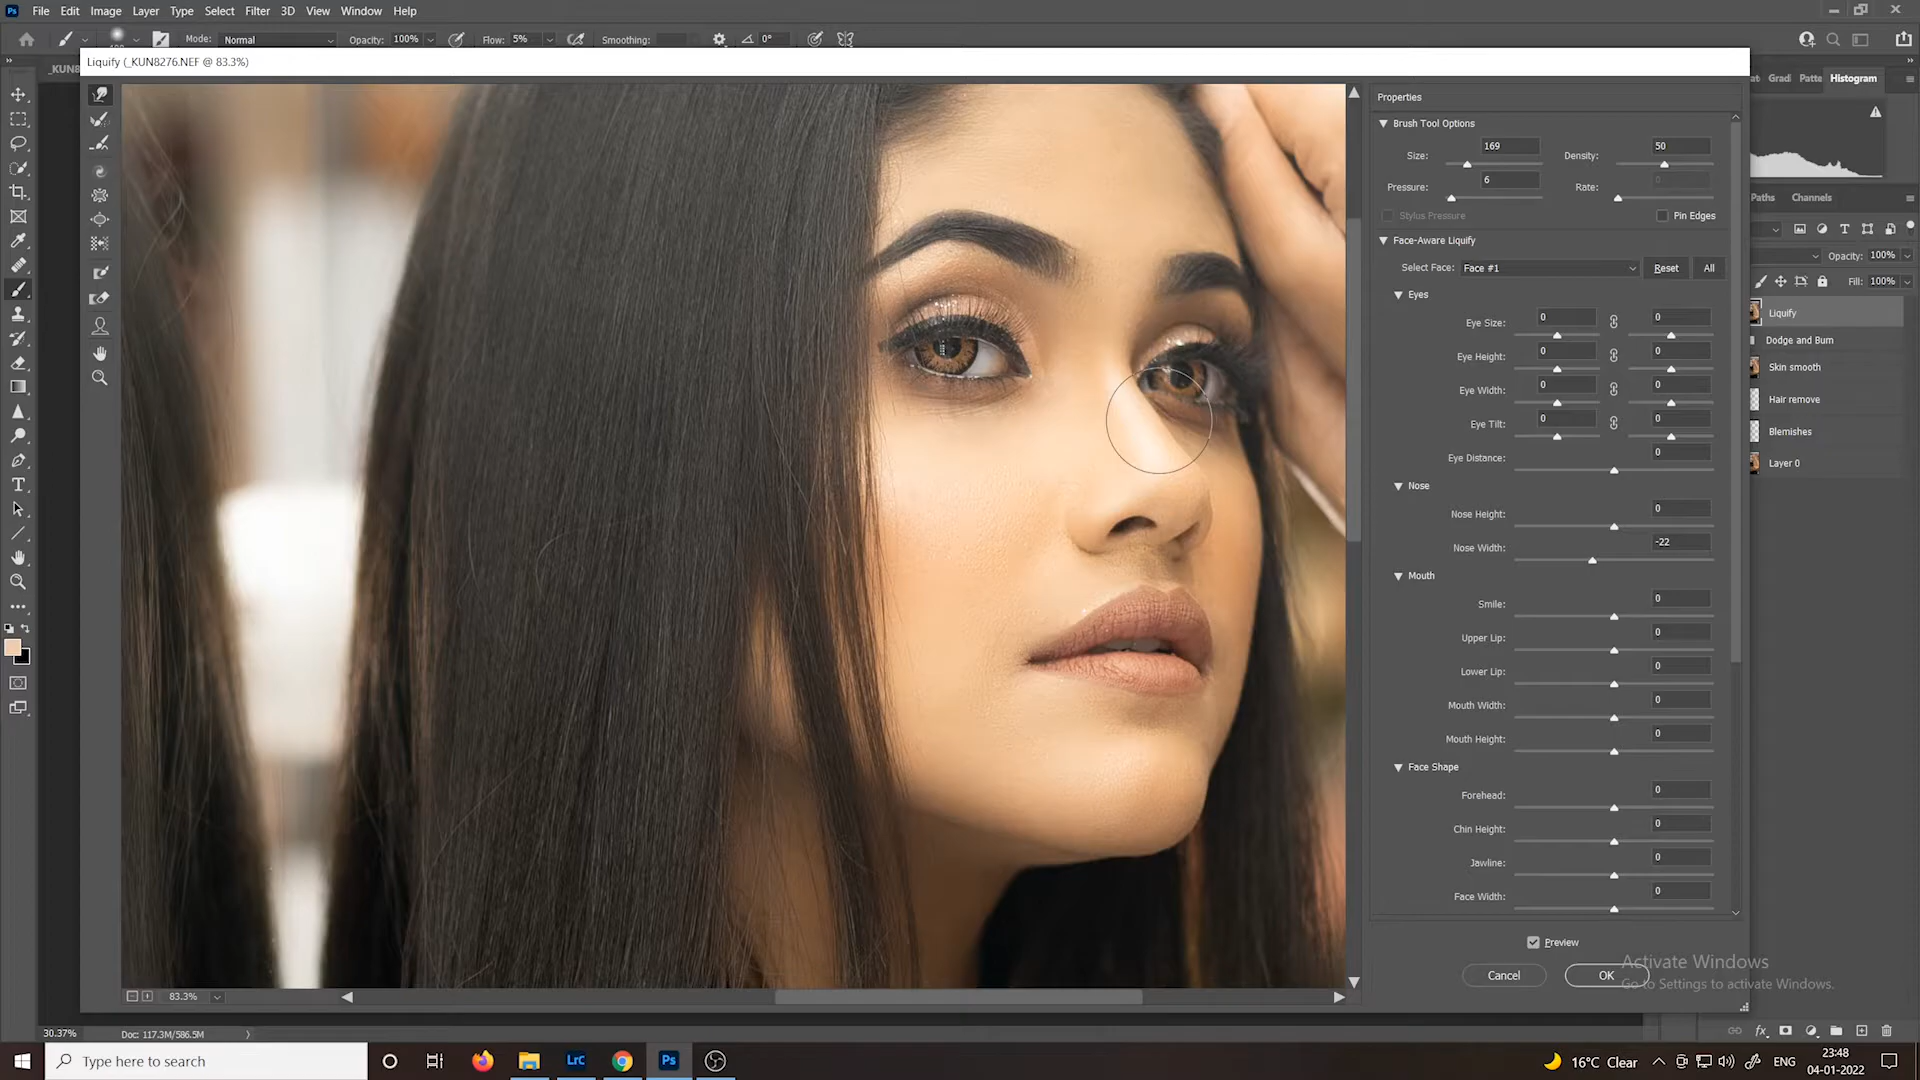 Ps File Edit Image Layer Type Select Filter 3D View Window Help
Mode: Normal Opacity: 100% Flow: 5% Smoothing: 0°
_KUN8
Liquify (_KUN8276.NEF @ 83.3%)
Gradi Patte Histogram
Properties
Brush Tool Options
Size: 169 Density: 50
Pressure: 6 Rate: 0
Stylus Pressure Pin Edges
Paths Channels
Face-Aware Liquify
Select Face: Face #1 Reset All
Opacity: 100%
Fill: 100%
Eyes
Eye Size: 0 0
Eye Height: 0 0
Eye Width: 0 0
Eye Tilt: 0 0
Eye Distance: 0
Liquify
Dodge and Burn
Skin smooth
Hair remove
Blemishes
Layer 0
Nose
Nose Height: 0
Nose Width: -22
Mouth
Smile: 0
Upper Lip: 0
Lower Lip: 0
Mouth Width: 0
Mouth Height: 0
Face Shape
Forehead: 0
Chin Height: 0
Jawline: 0
Face Width: 0
Preview
Cancel OK
Activate Windows
Go to Settings to activate Windows.
83.3%
30.37% Doc: 117.3M/586.5M
Type here to search
LrC Ps
16°C Clear ENG 23:48
04-01-2022